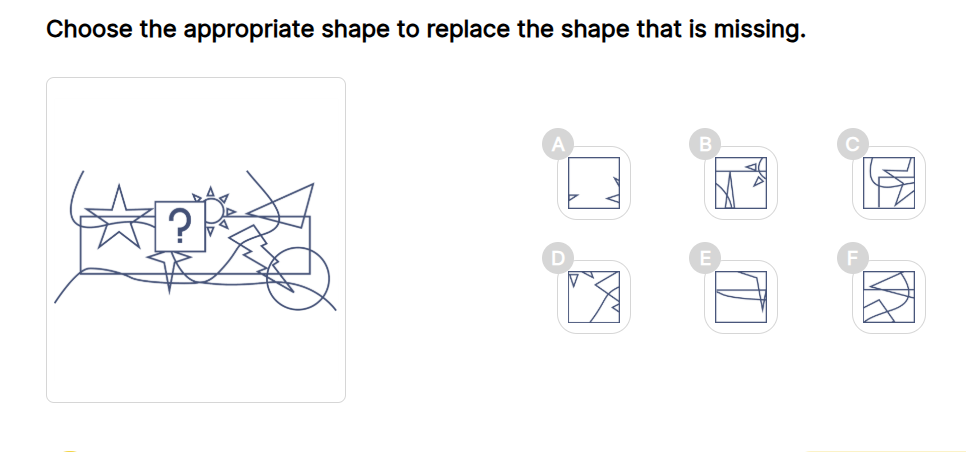 Choose the appropriate shape to replace the shape that is missing.
?
A
B
C
D
E
F